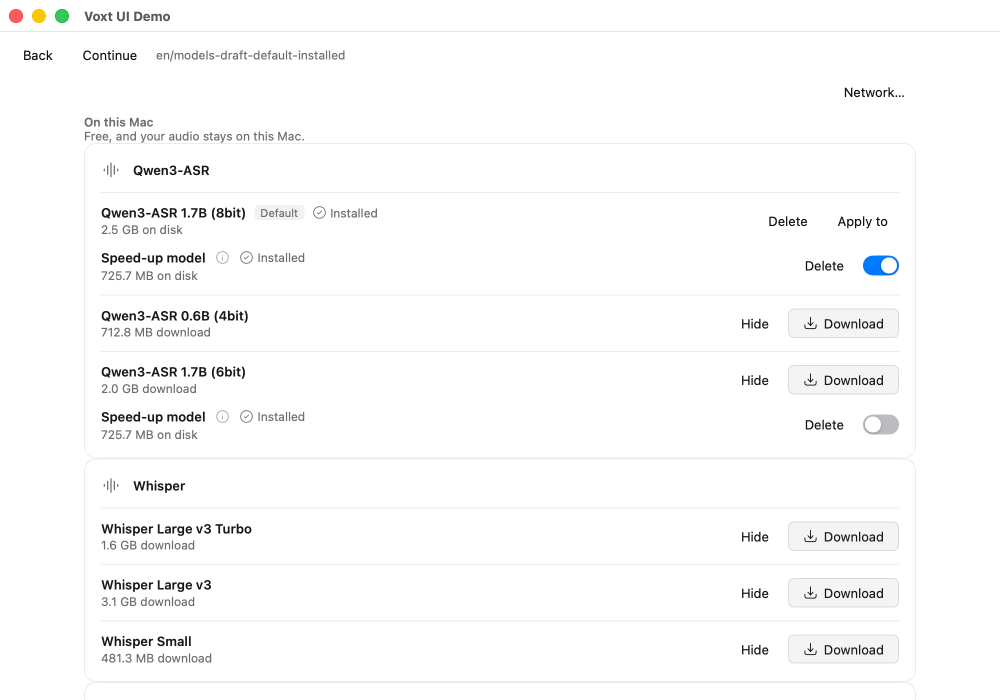 Voxt UI Demo
Back Continue en/models-draft-default-installed
Network...
On this Mac
Free, and your audio stays on this Mac.
Qwen3-ASR
Qwen3-ASR 1.7B (8bit) Default Installed
2.5 GB on disk
Delete Apply to
Speed-up model Installed
725.7 MB on disk
Delete
Qwen3-ASR 0.6B (4bit)
712.8 MB download
Hide Download
Qwen3-ASR 1.7B (6bit)
2.0 GB download
Hide Download
Speed-up model Installed
725.7 MB on disk
Delete
Whisper
Whisper Large v3 Turbo
1.6 GB download
Hide Download
Whisper Large v3
3.1 GB download
Hide Download
Whisper Small
481.3 MB download
Hide Download